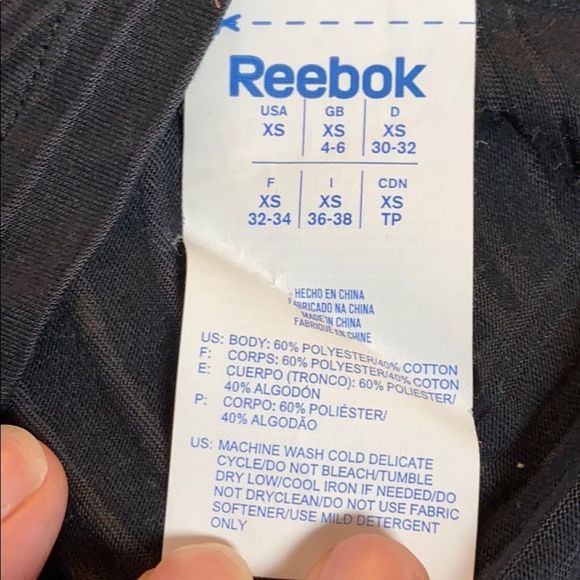 Reebok
USA GB D
XS XS XS
4-6 30-32
F I CDN
XS XS XS
32-34 36-38 TP
HECHO EN CHINA
FABRICADO NA CHINA
MADE IN CHINA
FABRIQUÉ EN CHINE
US: BODY: 60% POLYESTER/40% COTTON
F: CORPS: 60% POLYESTER/40% COTON
E: CUERPO (TRONCO): 60% POLIESTER/
40% ALGODÓN
P: CORPO: 60% POLIÉSTER/
40% ALGODÃO
US: MACHINE WASH COLD DELICATE
CYCLE/DO NOT BLEACH/TUMBLE
DRY LOW/COOL IRON IF NEEDED/DO
NOT DRYCLEAN/DO NOT USE FABRIC
SOFTENER/USE MILD DETERGENT
ONLY